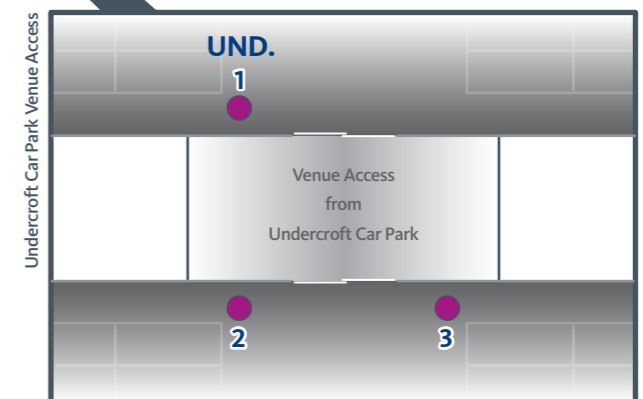 Undercroft Car Park Venue Access
UND.
1
Venue Access
from
Undercroft Car Park
2
3